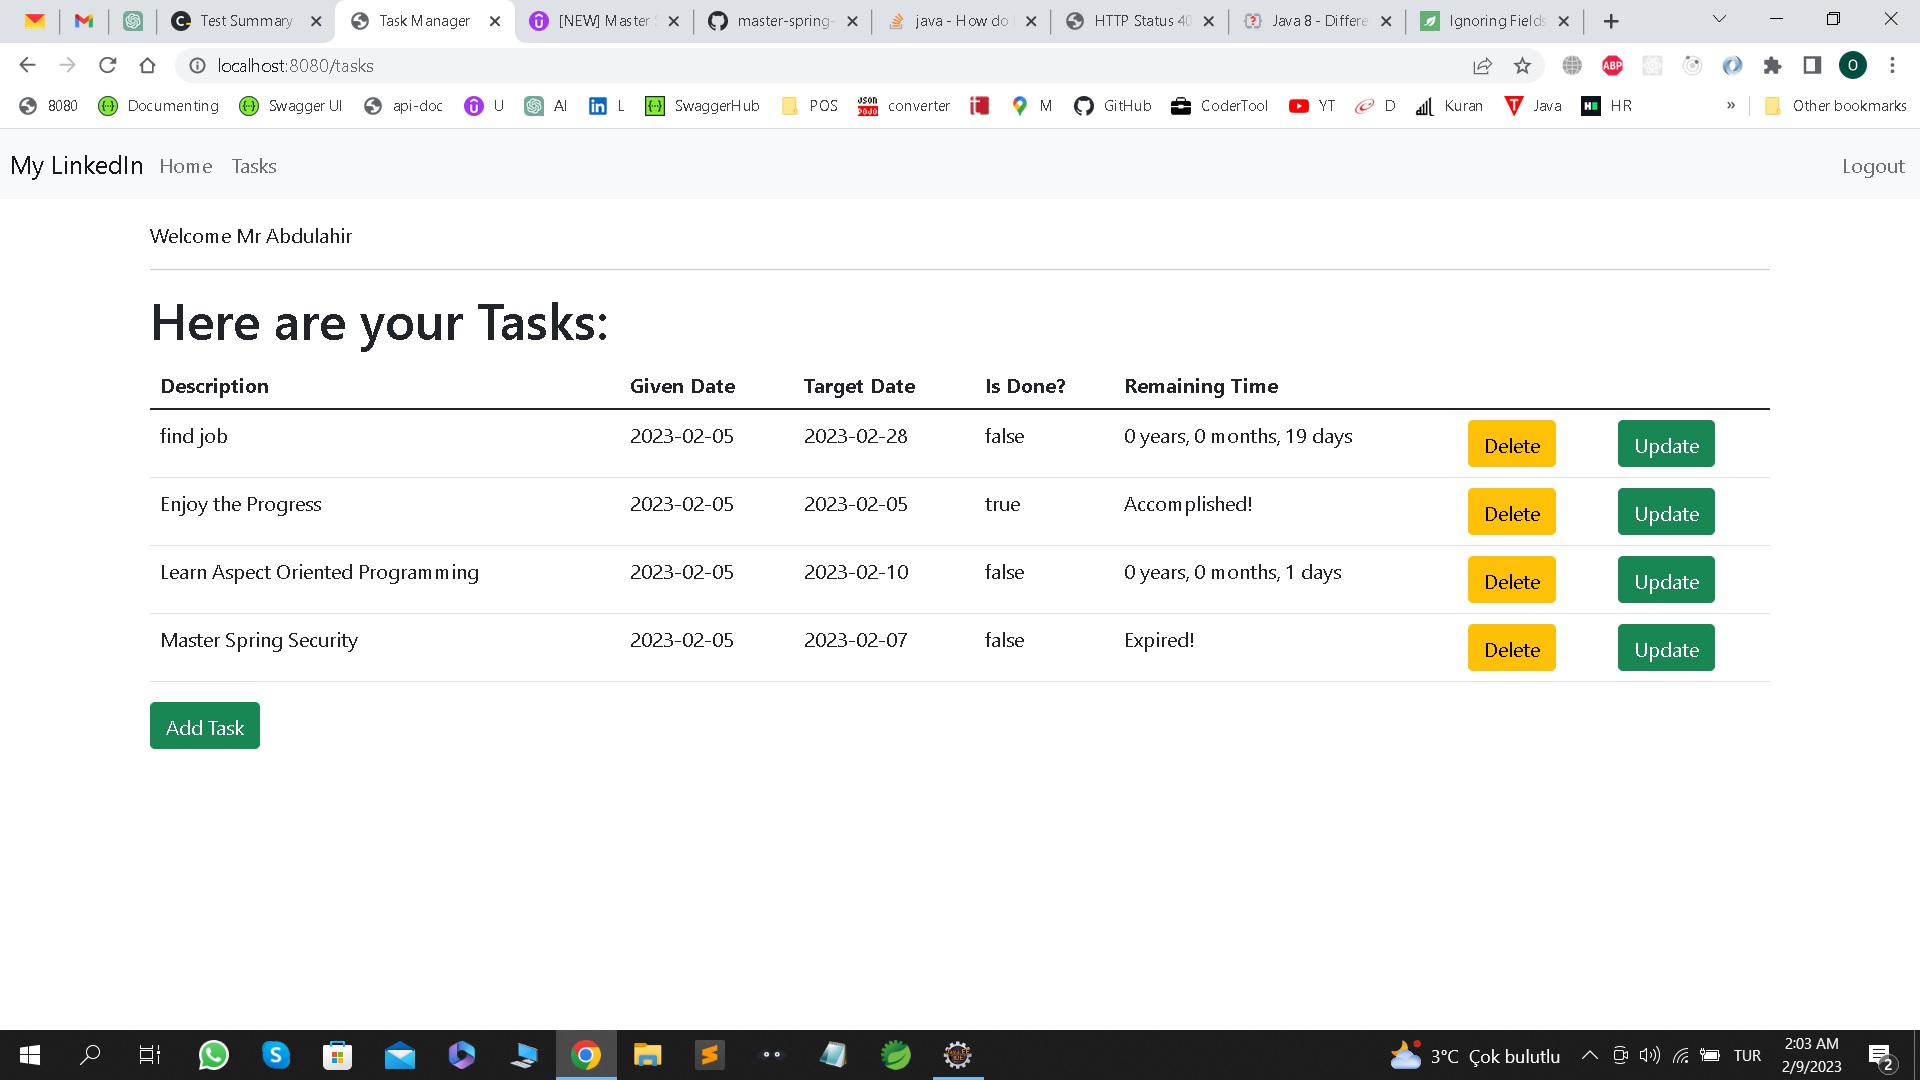 Test Summary
Task Manager
[NEW] Master
master-spring-
java - How do
HTTP Status 40
Java 8 - Differe
Ignoring Fields
localhost:8080/tasks
ABP
O
8080 Documenting Swagger UI api-doc U AI L SwaggerHub POS converter M GitHub CoderTool YT D Kuran Java HR » Other bookmarks
My LinkedIn Home Tasks Logout
Welcome Mr Abdulahir
Here are your Tasks:
Description Given Date Target Date Is Done? Remaining Time
find job 2023-02-05 2023-02-28 false 0 years, 0 months, 19 days Delete Update
Enjoy the Progress 2023-02-05 2023-02-05 true Accomplished! Delete Update
Learn Aspect Oriented Programming 2023-02-05 2023-02-10 false 0 years, 0 months, 1 days Delete Update
Master Spring Security 2023-02-05 2023-02-07 false Expired! Delete Update
Add Task
3°C Çok bulutlu TUR
2:03 AM
2/9/2023
2